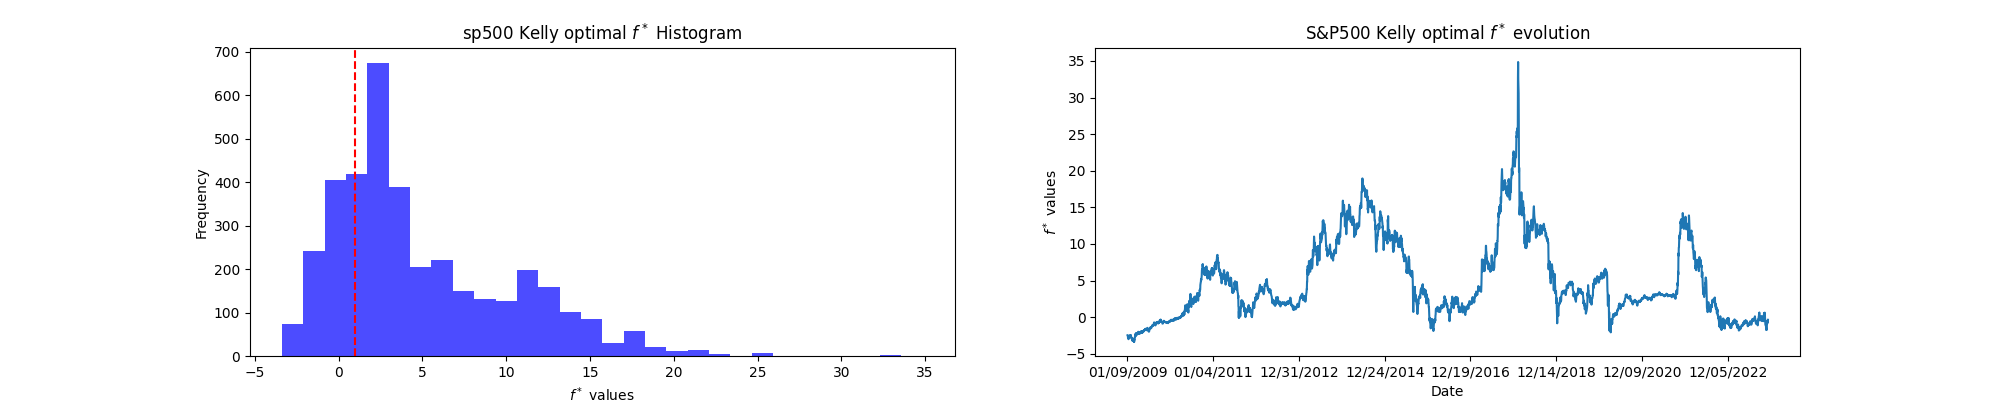 sp500 Kelly optimal f* Histogram
700
600
500
400
300
200
100
0
Frequency
−5 0 5 10 15 20 25 30 35
f* values
S&P500 Kelly optimal f* evolution
35
30
25
20
15
10
5
0
−5
f* values
01/09/2009 01/04/2011 12/31/2012 12/24/2014 12/19/2016 12/14/2018 12/09/2020 12/05/2022
Date